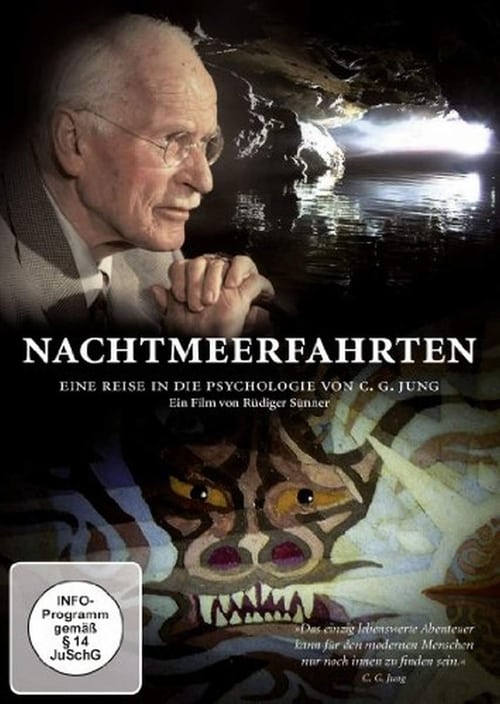 NACHTMEERFAHRTEN
EINE REISE IN DIE PSYCHOLOGIE VON C. G. JUNG
Ein Film von Rüdiger Sünner
INFO-
Programm
gemäß
§ 14
JuSchG
»Das einzig lebenswerte Abenteuer
kann für den modernen Menschen
nur noch innen zu finden sein.«
C. G. Jung